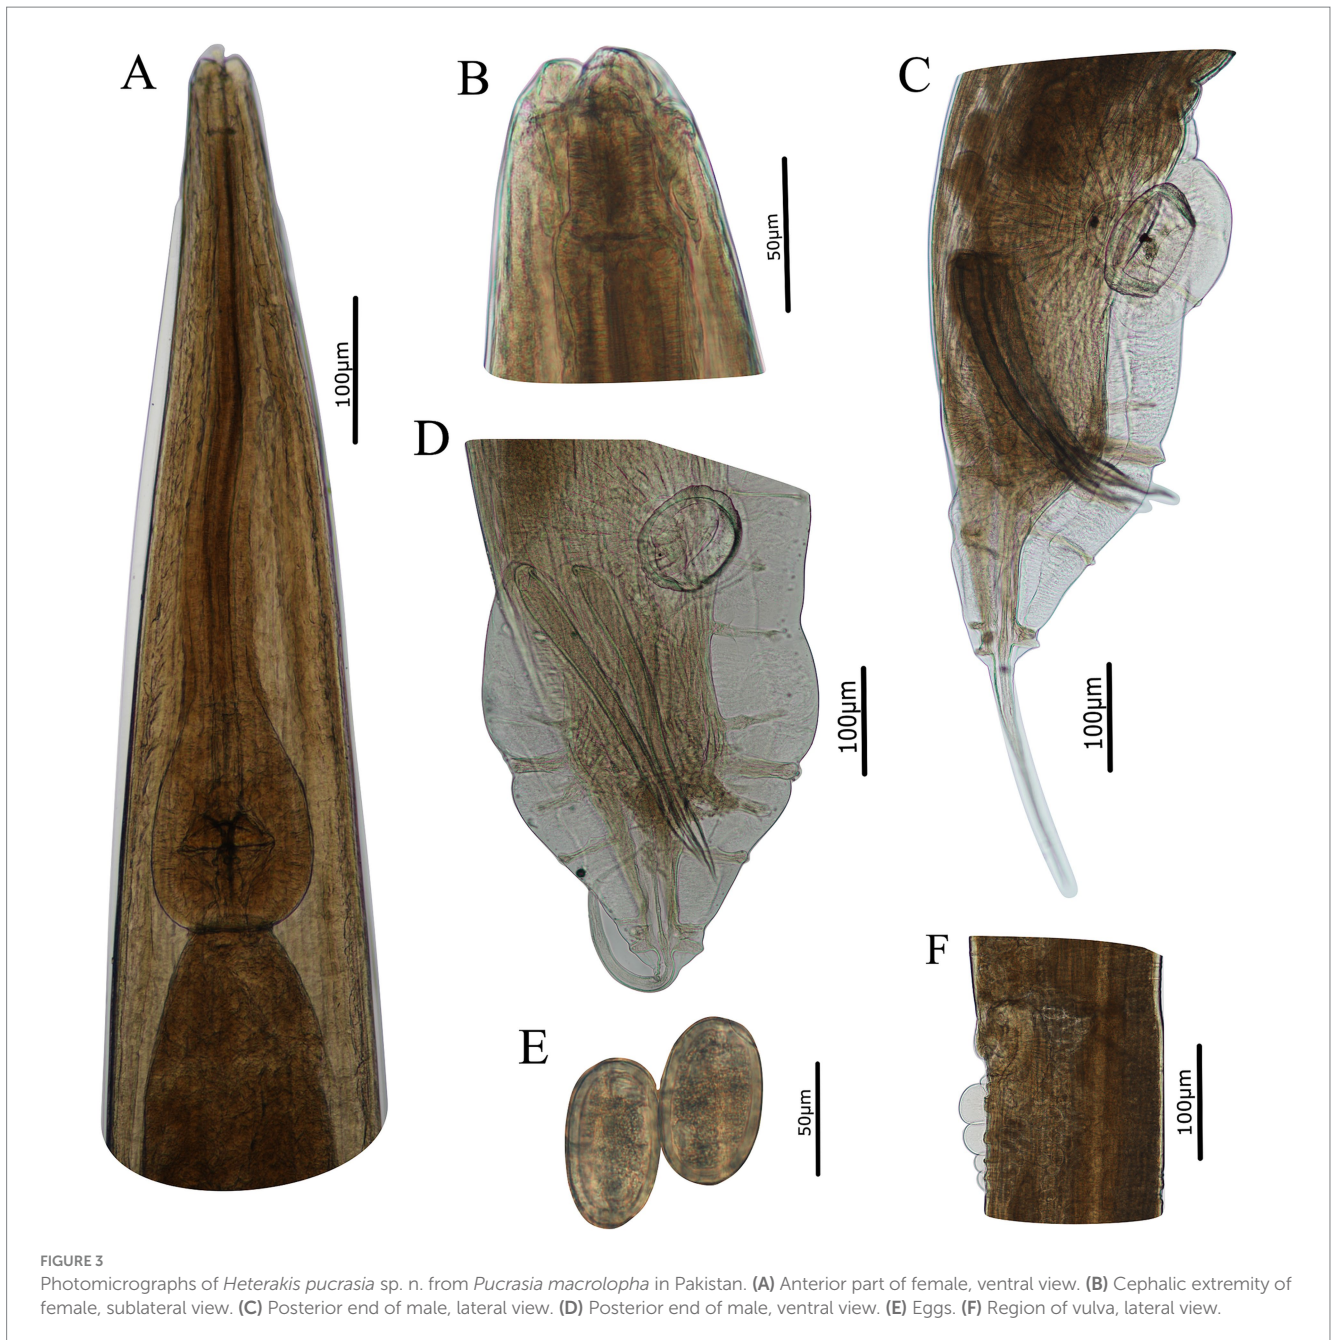 A
B
C
50μm
100μm
D
100μm
100μm
E
F
50μm
100μm
FIGURE 3
Photomicrographs of Heterakis pucrasia sp. n. from Pucrasia macrolopha in Pakistan. (A) Anterior part of female, ventral view. (B) Cephalic extremity of
female, sublateral view. (C) Posterior end of male, lateral view. (D) Posterior end of male, ventral view. (E) Eggs. (F) Region of vulva, lateral view.